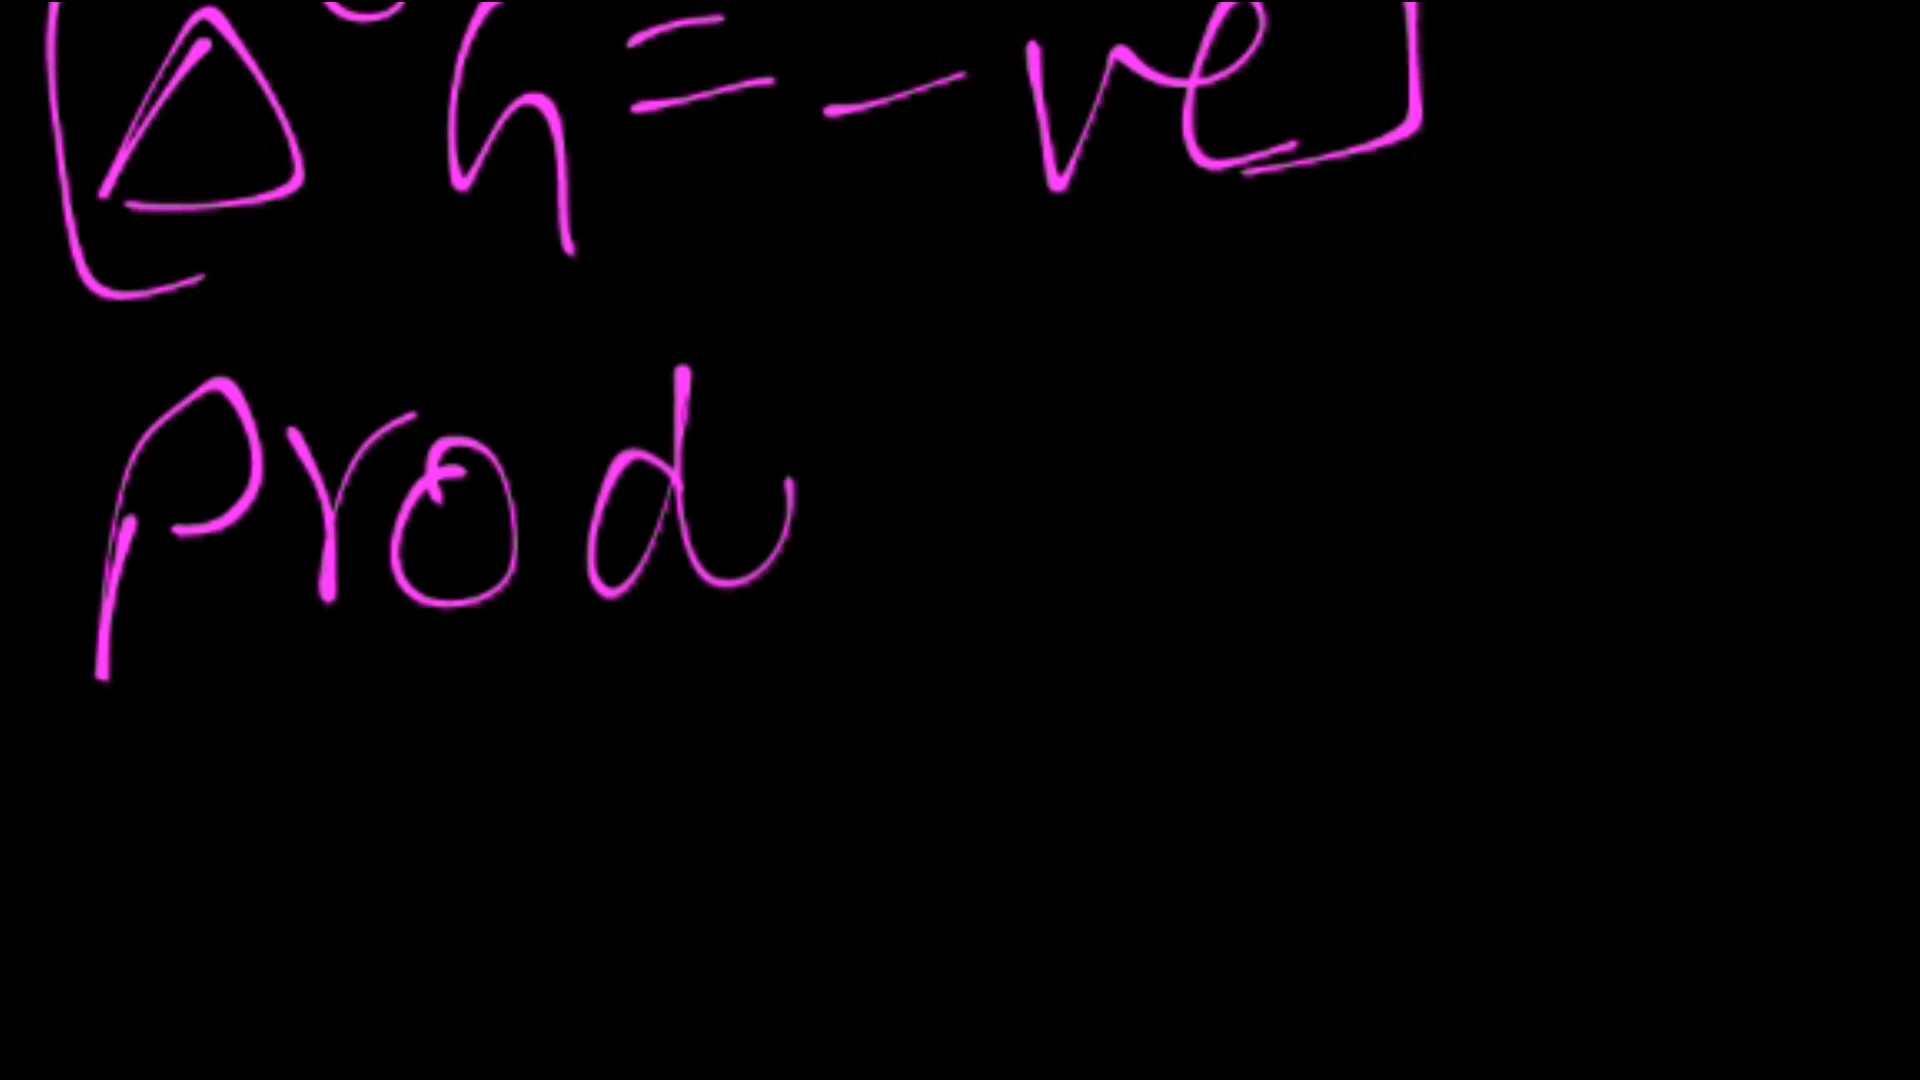 [Δ°G = -ve]
prod